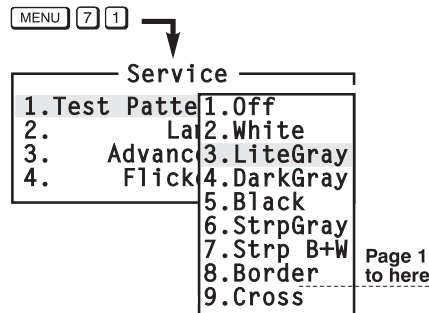 MENU 7 1
Service
1.Test Patte
2. Lam
3. Advanc
4. Flick
1.Off
2.White
3.LiteGray
4.DarkGray
5.Black
6.StrpGray
7.Strp B+W
8.Border
9.Cross
Page 1
to here